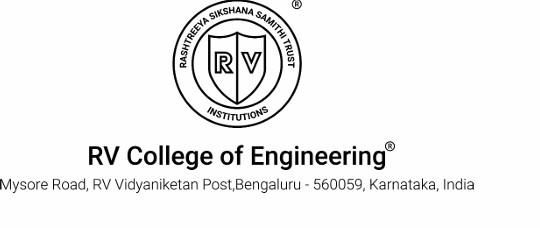 ®
RASHTREEYA SIKSHANA SAMITHI TRUST
RV
INSTITUTIONS
RV College of Engineering®
Mysore Road, RV Vidyaniketan Post,Bengaluru - 560059, Karnataka, India